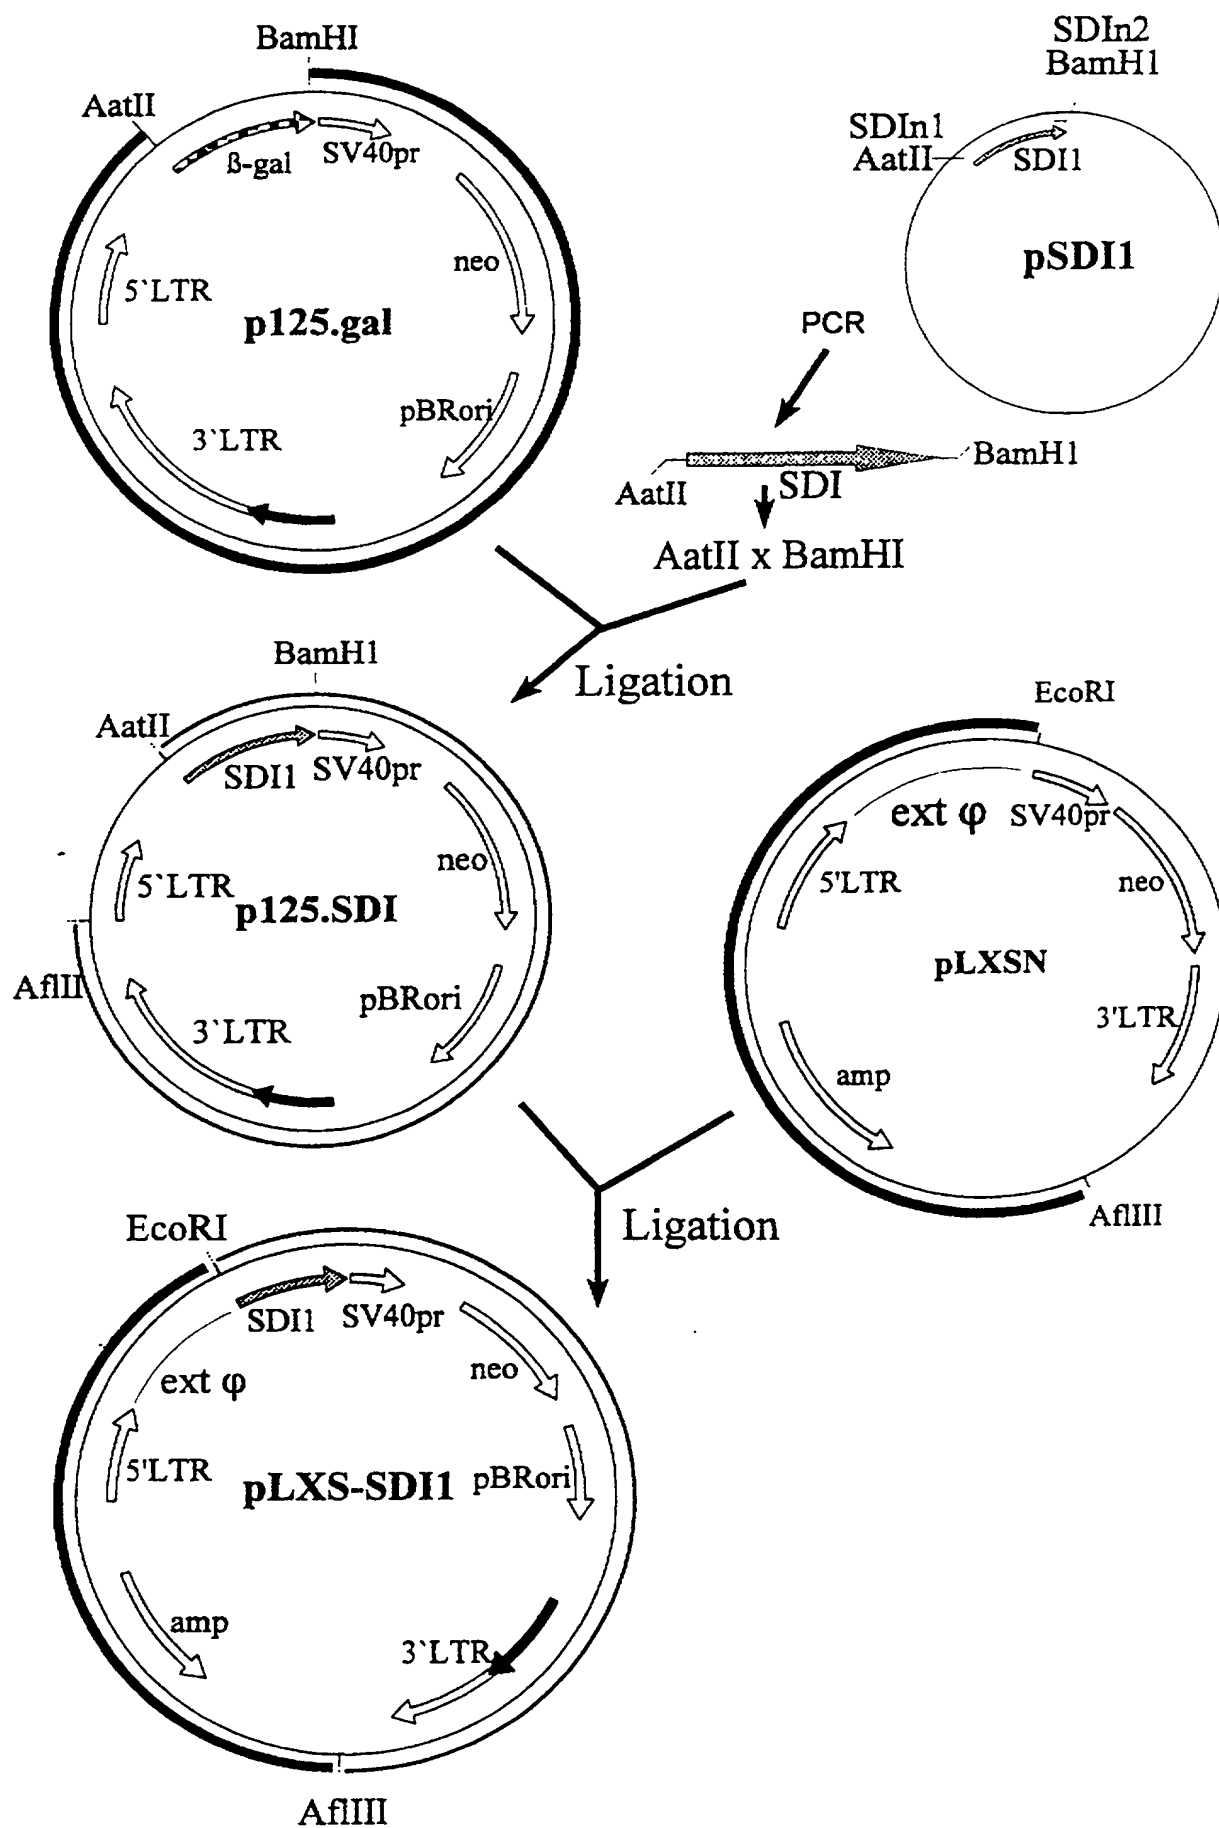 BamHI
AatII
ß-gal
SV40pr
neo
5`LTR
p125.gal
pBRori
3`LTR
SDIn2
BamH1
SDIn1
AatII
SDI1
pSDI1
PCR
AatII
SDI
BamH1
AatII x BamHI
Ligation
BamH1
AatII
SDI1
SV40pr
neo
5`LTR
p125.SDI
AflII
pBRori
3`LTR
EcoRI
ext φ
SV40pr
5'LTR
neo
pLXSN
3'LTR
amp
AflIII
Ligation
EcoRI
SDI1
SV40pr
ext φ
neo
5'LTR
pLXS-SDI1
pBRori
amp
3`LTR
AflIII